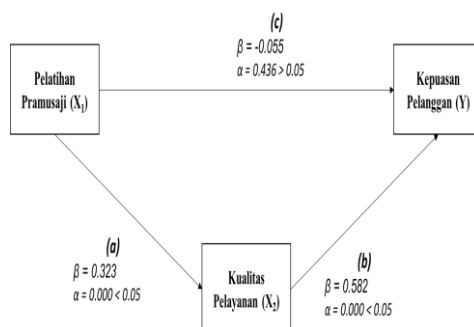 (c)
β = -0.055
α = 0.436 > 0.05
Pelatihan
Pramusaji (X₁)
Kepuasan
Pelanggan (Y)
(a)
β = 0.323
α = 0.000 < 0.05
Kualitas
Pelayanan (X₂)
(b)
β = 0.582
α = 0.000 < 0.05